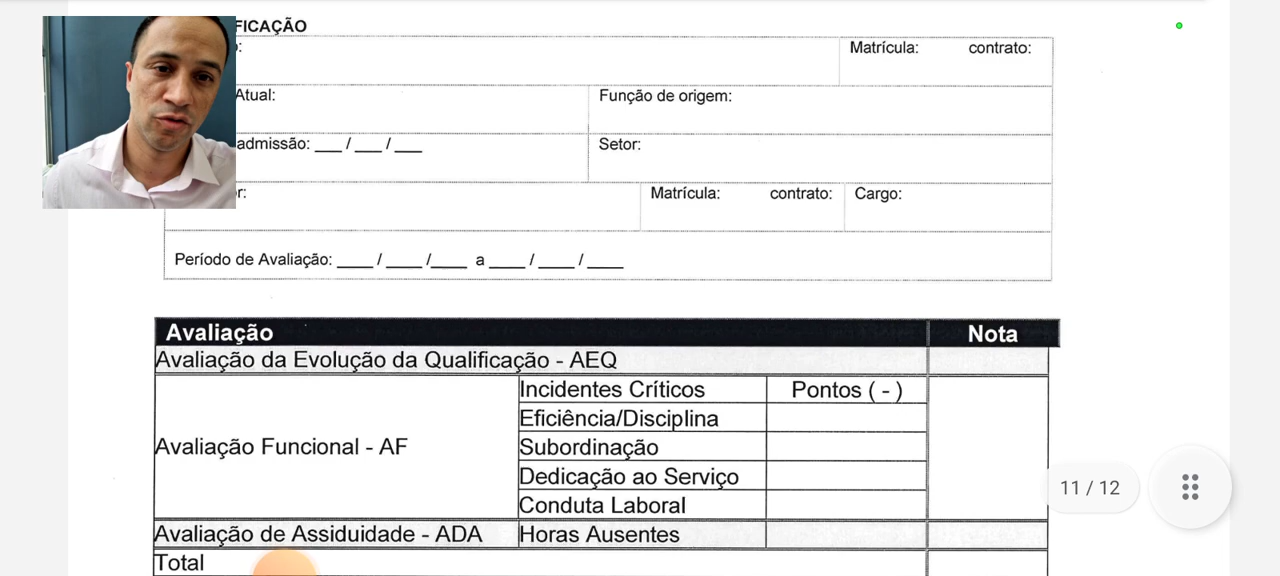 FICAÇÃO
Matrícula: contrato:
Atual: Função de origem:
admissão: ___ / ___ / ___ Setor:
Matrícula: contrato: Cargo:
Período de Avaliação: ____ / ____ /____ a ____ / ____ / ____
Avaliação Nota
Avaliação da Evolução da Qualificação - AEQ
Incidentes Críticos Pontos ( - )
Eficiência/Disciplina
Avaliação Funcional - AF Subordinação
Dedicação ao Serviço
Conduta Laboral
11 / 12
Avaliação de Assiduidade - ADA Horas Ausentes
Total